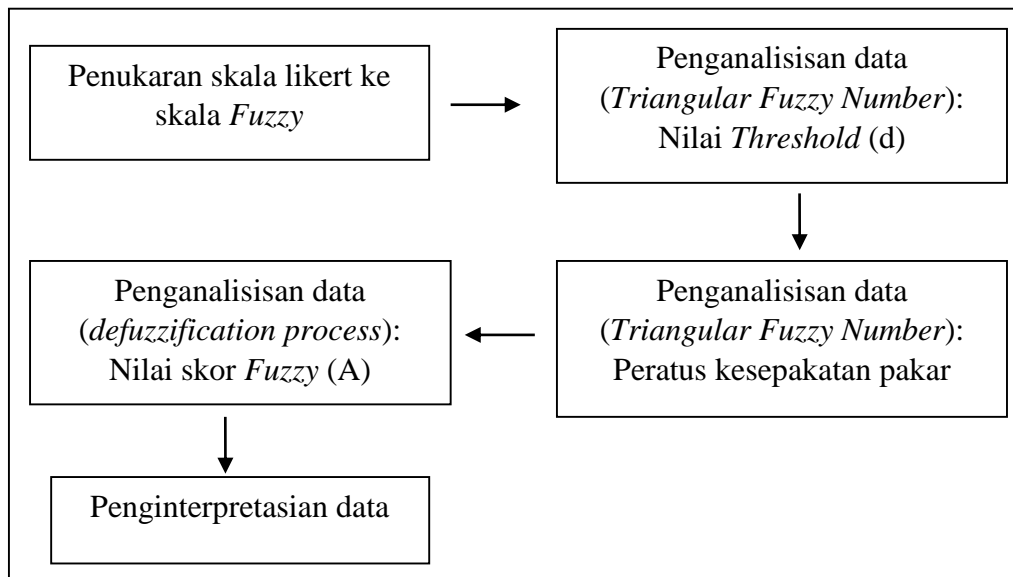 Penukaran skala likert ke
skala Fuzzy
Penganalisisan data
(Triangular Fuzzy Number):
Nilai Threshold (d)
Penganalisisan data
(Triangular Fuzzy Number):
Peratus kesepakatan pakar
Penganalisisan data
(defuzzification process):
Nilai skor Fuzzy (A)
Penginterpretasian data